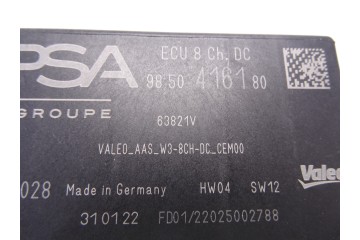 PSA
GROUPE
ECU 8 Ch. DC
98.50 4161 80
63821V
VALEO_AAS_W3-8CH-DC_CEM00
028 Made in Germany HW04 SW12
Valeo
310122 FD01/22025002788